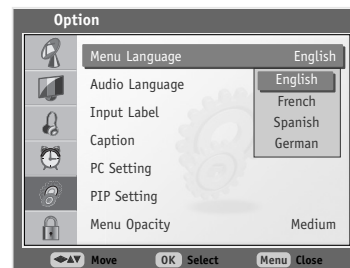 Option
Menu Language English
English
Audio Language
French
Input Label
Spanish
Caption
German
PC Setting
PIP Setting
Menu Opacity Medium
Move OK Select Menu Close